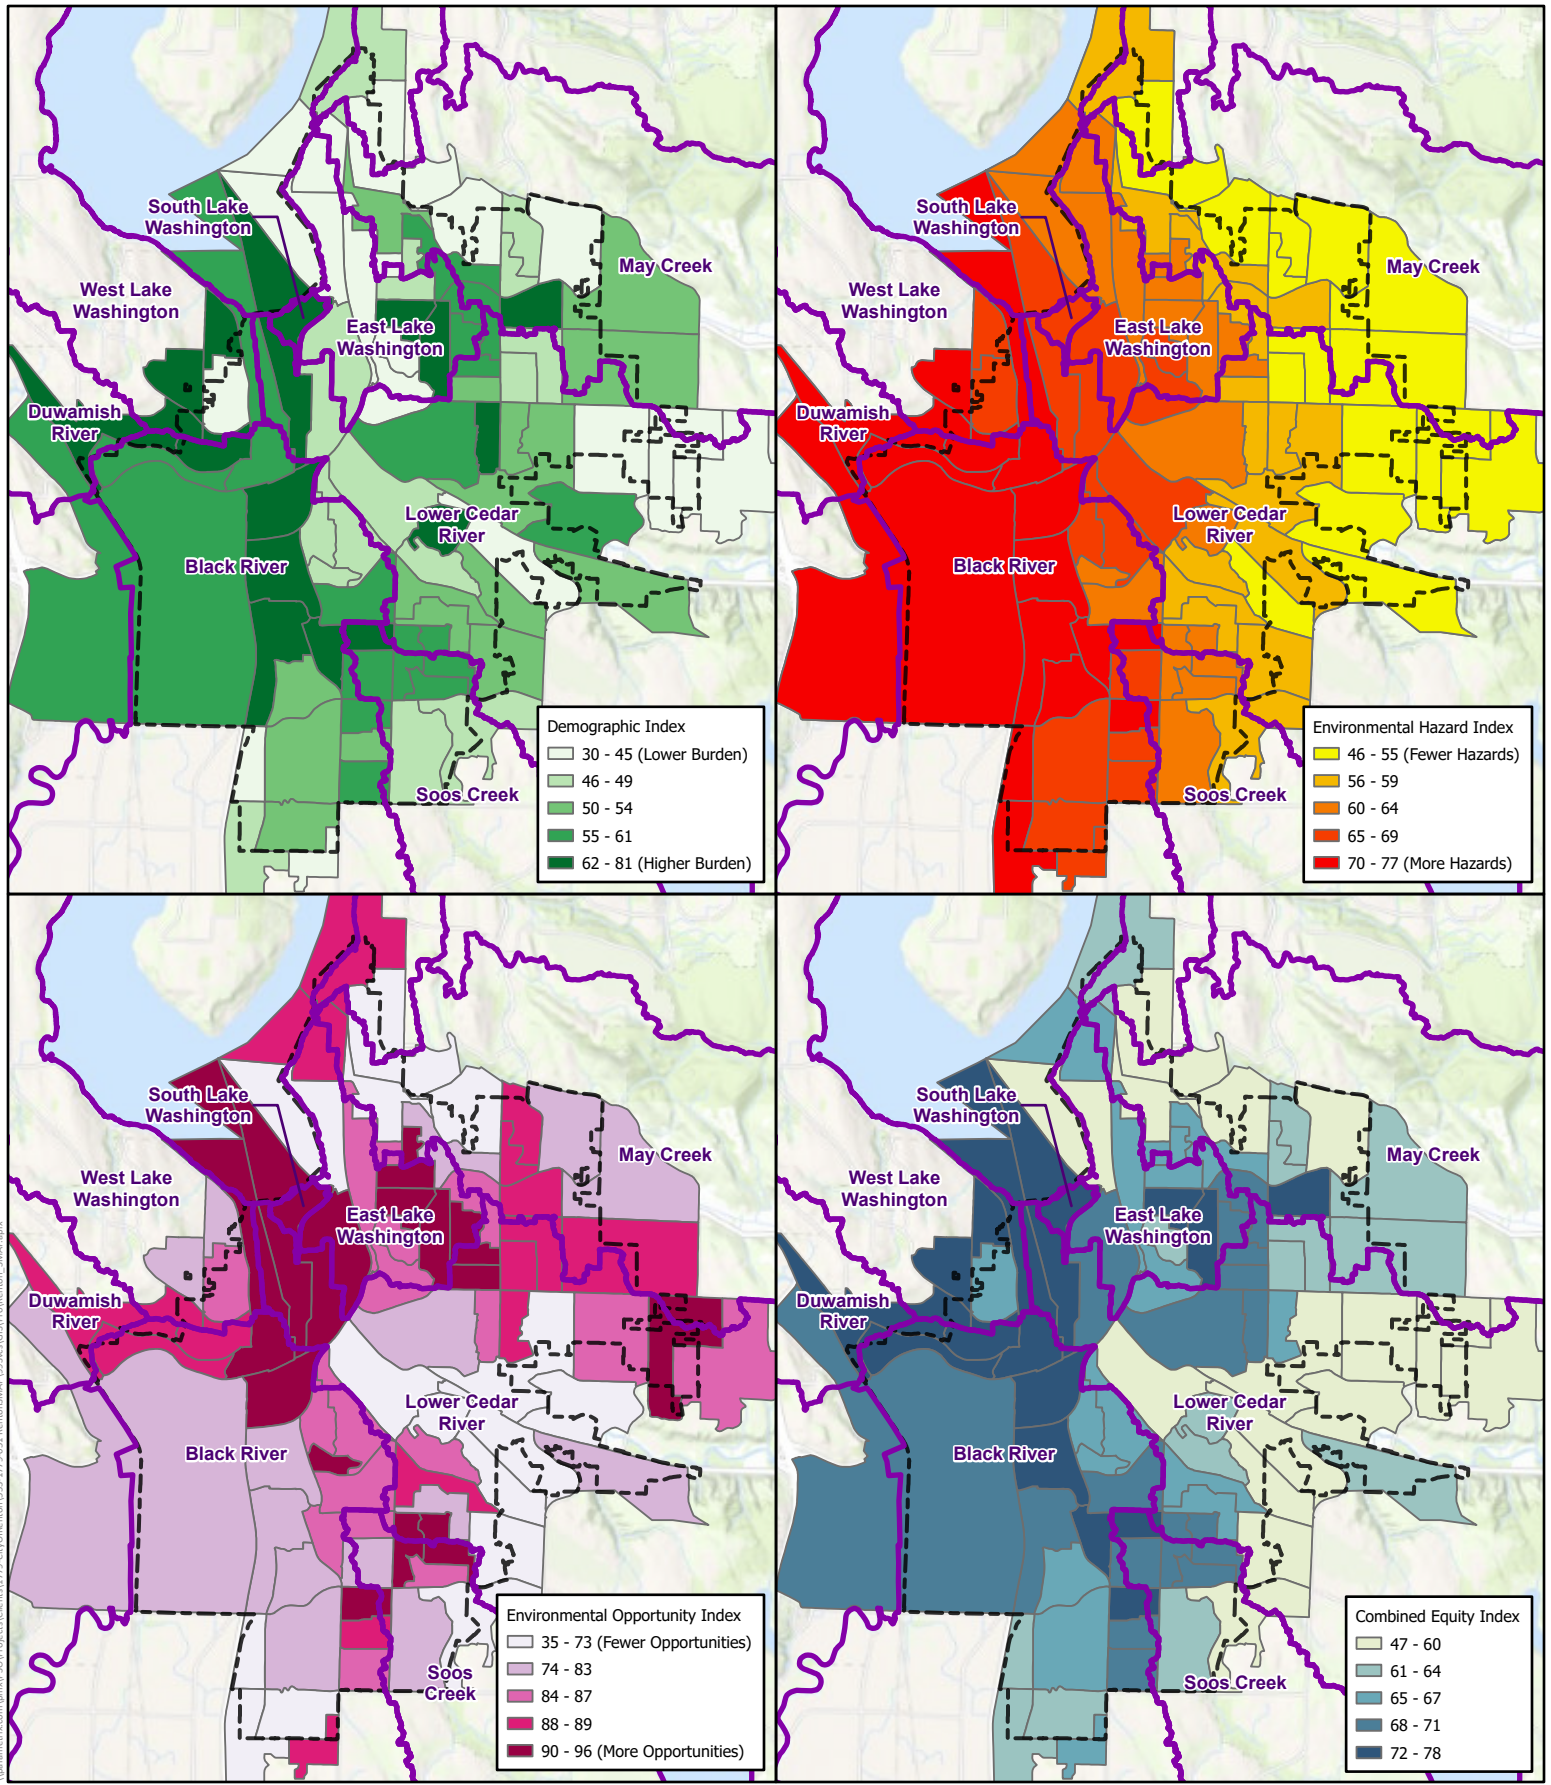 South Lake
Washington
West Lake
Washington
May Creek
East Lake
Washington
Duwamish
River
Lower Cedar
River
Black River
Soos Creek
Demographic Index
30 - 45 (Lower Burden)
46 - 49
50 - 54
55 - 61
62 - 81 (Higher Burden)
South Lake
Washington
West Lake
Washington
May Creek
East Lake
Washington
Duwamish
River
Lower Cedar
River
Black River
Soos Creek
Environmental Hazard Index
46 - 55 (Fewer Hazards)
56 - 59
60 - 64
65 - 69
70 - 77 (More Hazards)
South Lake
Washington
West Lake
Washington
May Creek
East Lake
Washington
Duwamish
River
Lower Cedar
River
Black River
Soos
Creek
Environmental Opportunity Index
35 - 73 (Fewer Opportunities)
74 - 83
84 - 87
88 - 89
90 - 96 (More Opportunities)
South Lake
Washington
West Lake
Washington
May Creek
East Lake
Washington
Duwamish
River
Lower Cedar
River
Black River
Soos Creek
Combined Equity Index
47 - 60
61 - 64
65 - 67
68 - 71
72 - 78